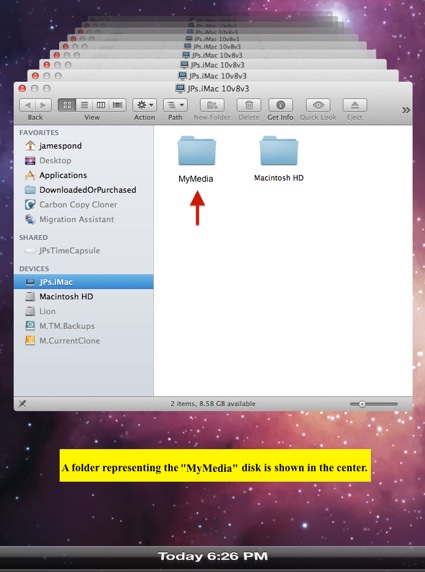 JPs.iMac 10v8v3
JPs.iMac 10v8v3
JPs.iMac 10v8v3
JPs.iMac 10v8v3
JPs.iMac 10v8v3
JPs.iMac 10v8v3
JPs.iMac 10v8v3
Back View Action Path New Folder Delete Get Info Quick Look Eject
FAVORITES
jamespond
Desktop
Applications
DownloadedOrPurchased
Carbon Copy Cloner
Migration Assistant
SHARED
JPsTimeCapsule
DEVICES
JPs.iMac
Macintosh HD
Lion
M.TM.Backups
M.CurrentClone
MyMedia Macintosh HD
2 items, 8.58 GB available
A folder representing the "MyMedia" disk is shown in the center.
Today 6:26 PM